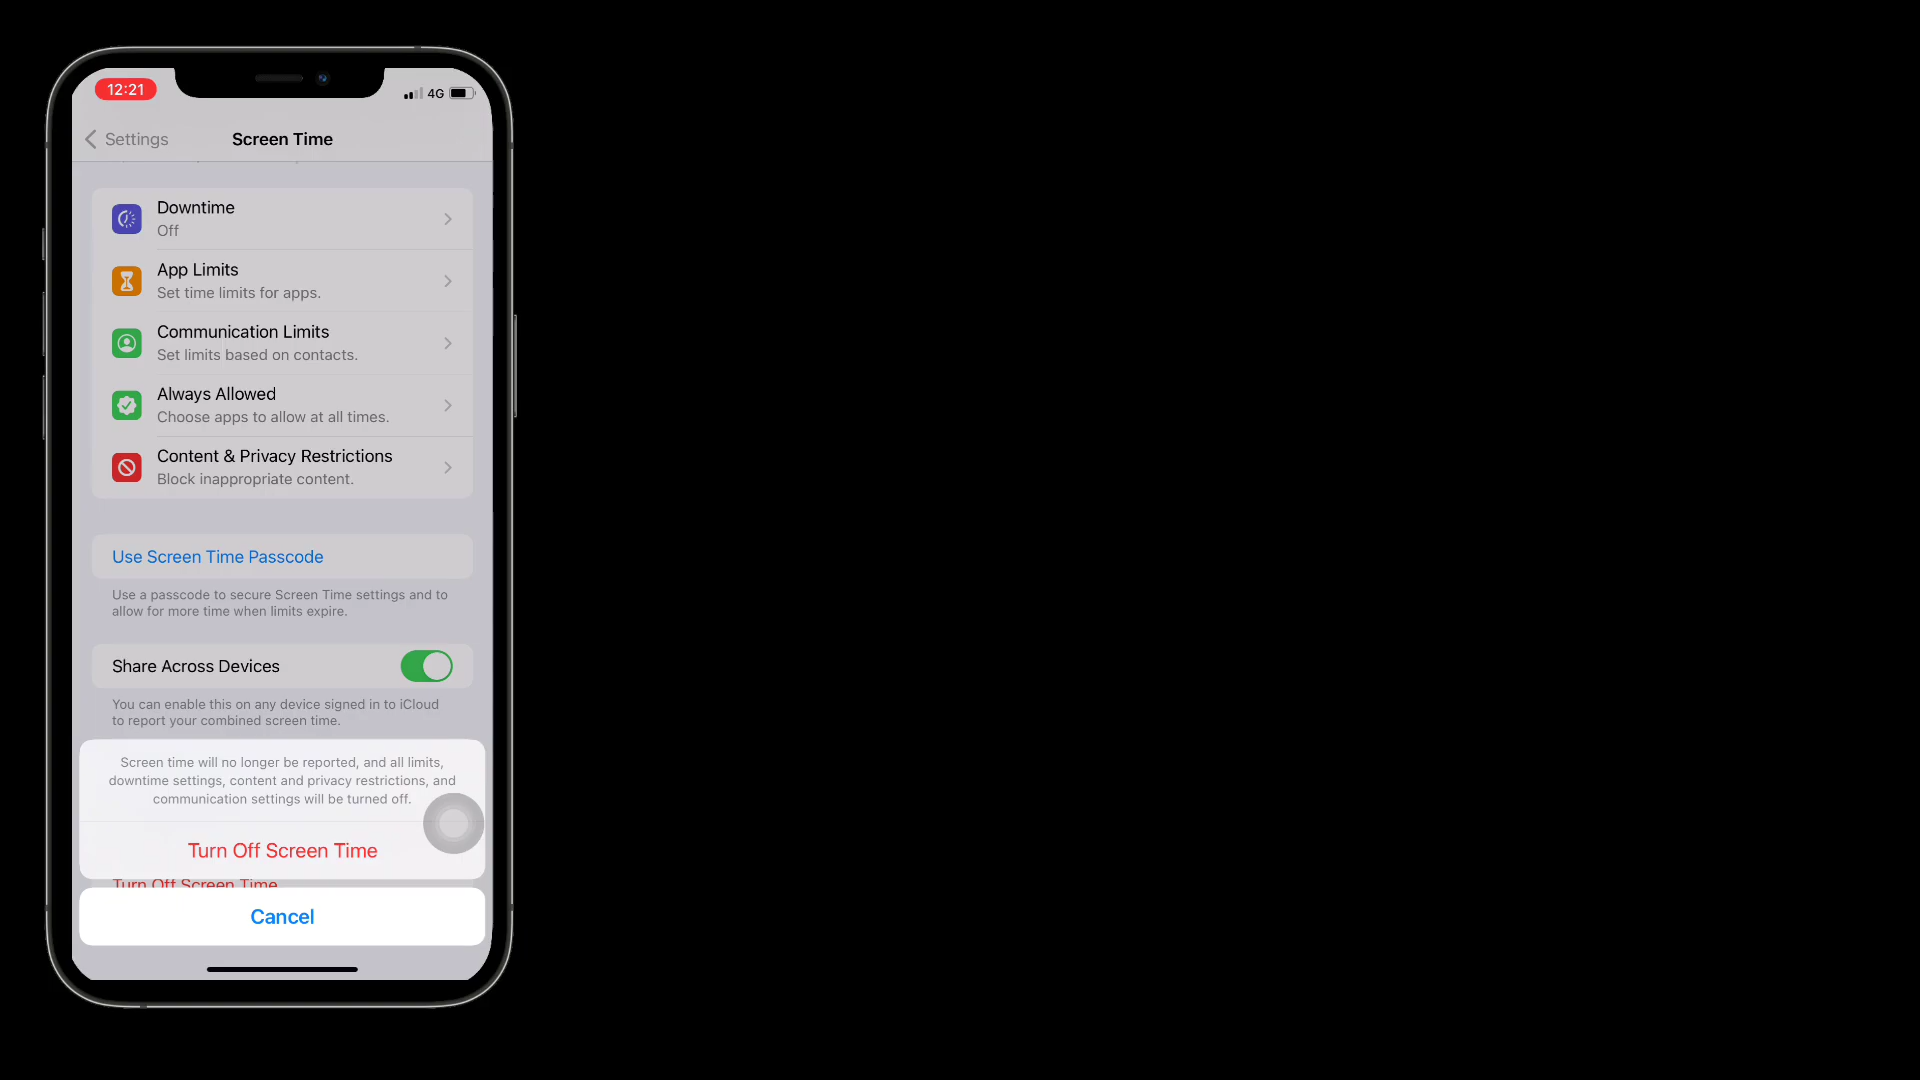 12:21
4G
Settings
Screen Time
Downtime
Off
App Limits
Set time limits for apps.
Communication Limits
Set limits based on contacts.
Always Allowed
Choose apps to allow at all times.
Content & Privacy Restrictions
Block inappropriate content.
Use Screen Time Passcode
Use a passcode to secure Screen Time settings and to
allow for more time when limits expire.
Share Across Devices
You can enable this on any device signed in to iCloud
to report your combined screen time.
Screen time will no longer be reported, and all limits,
downtime settings, content and privacy restrictions, and
communication settings will be turned off.
Turn Off Screen Time
Turn Off Screen Time
Cancel